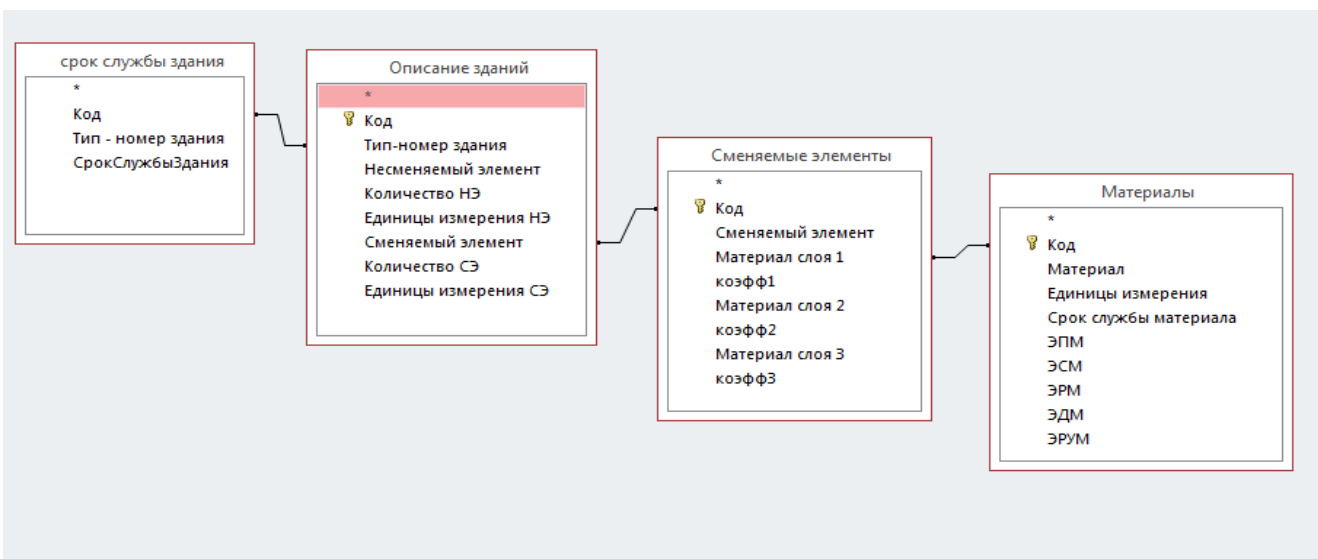 срок службы здания
*
Код
Тип - номер здания
СрокСлужбыЗдания
Описание зданий
*
Код
Тип-номер здания
Несменяемый элемент
Количество НЭ
Единицы измерения НЭ
Сменяемый элемент
Количество СЭ
Единицы измерения СЭ
Сменяемые элементы
*
Код
Сменяемый элемент
Материал слоя 1
коэфф1
Материал слоя 2
коэфф2
Материал слоя 3
коэфф3
Материалы
*
Код
Материал
Единицы измерения
Срок службы материала
ЭПМ
ЭСМ
ЭРМ
ЭДМ
ЭРУМ